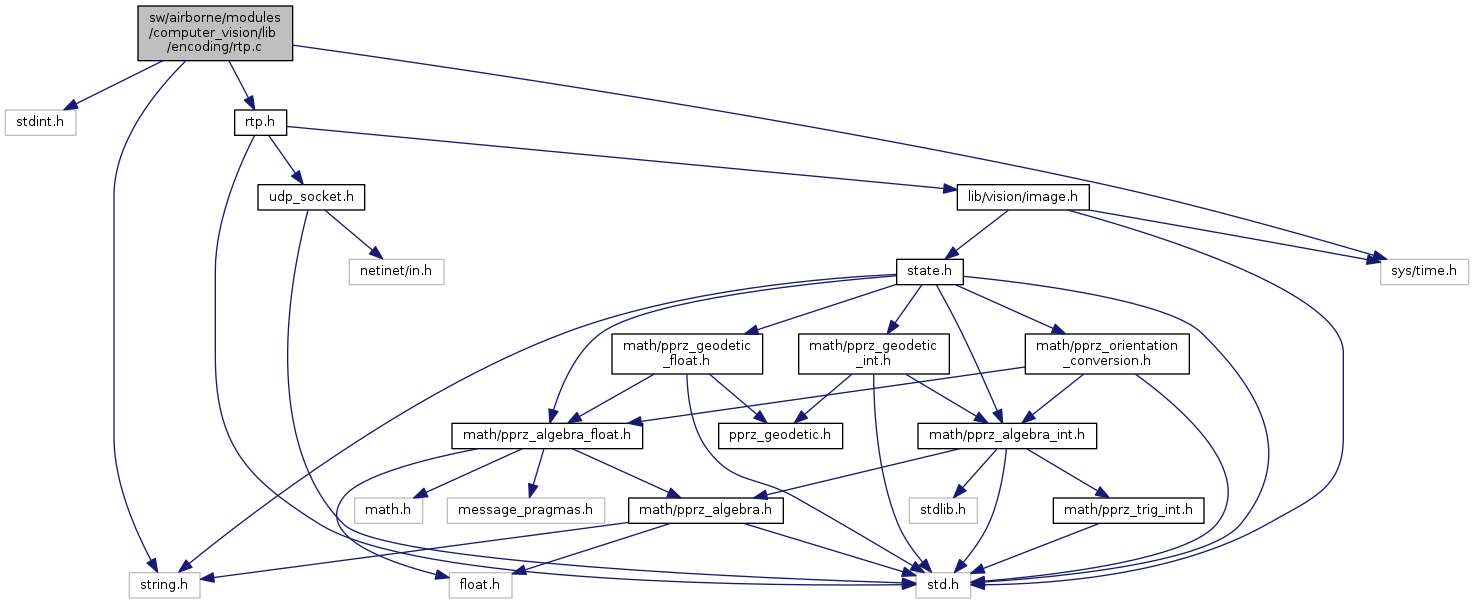 sw/airborne/modules
/computer_vision/lib
/encoding/rtp.c
stdint.h
rtp.h
udp_socket.h
lib/vision/image.h
netinet/in.h
state.h
sys/time.h
math/pprz_geodetic
_float.h
math/pprz_geodetic
_int.h
math/pprz_orientation
_conversion.h
math/pprz_algebra_float.h
pprz_geodetic.h
math/pprz_algebra_int.h
math.h
message_pragmas.h
math/pprz_algebra.h
stdlib.h
math/pprz_trig_int.h
string.h
float.h
std.h